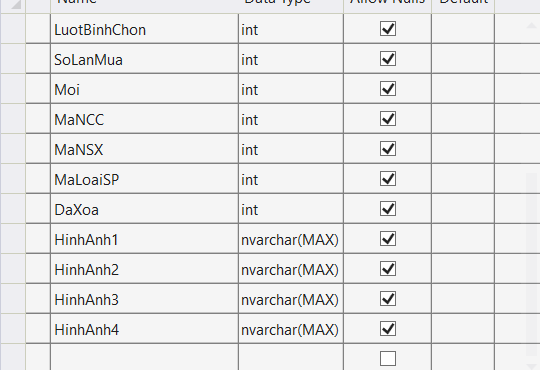 Name Data Type Allow Nulls Default
LuotBinhChon int
SoLanMua int
Moi int
MaNCC int
MaNSX int
MaLoaiSP int
DaXoa int
HinhAnh1 nvarchar(MAX)
HinhAnh2 nvarchar(MAX)
HinhAnh3 nvarchar(MAX)
HinhAnh4 nvarchar(MAX)